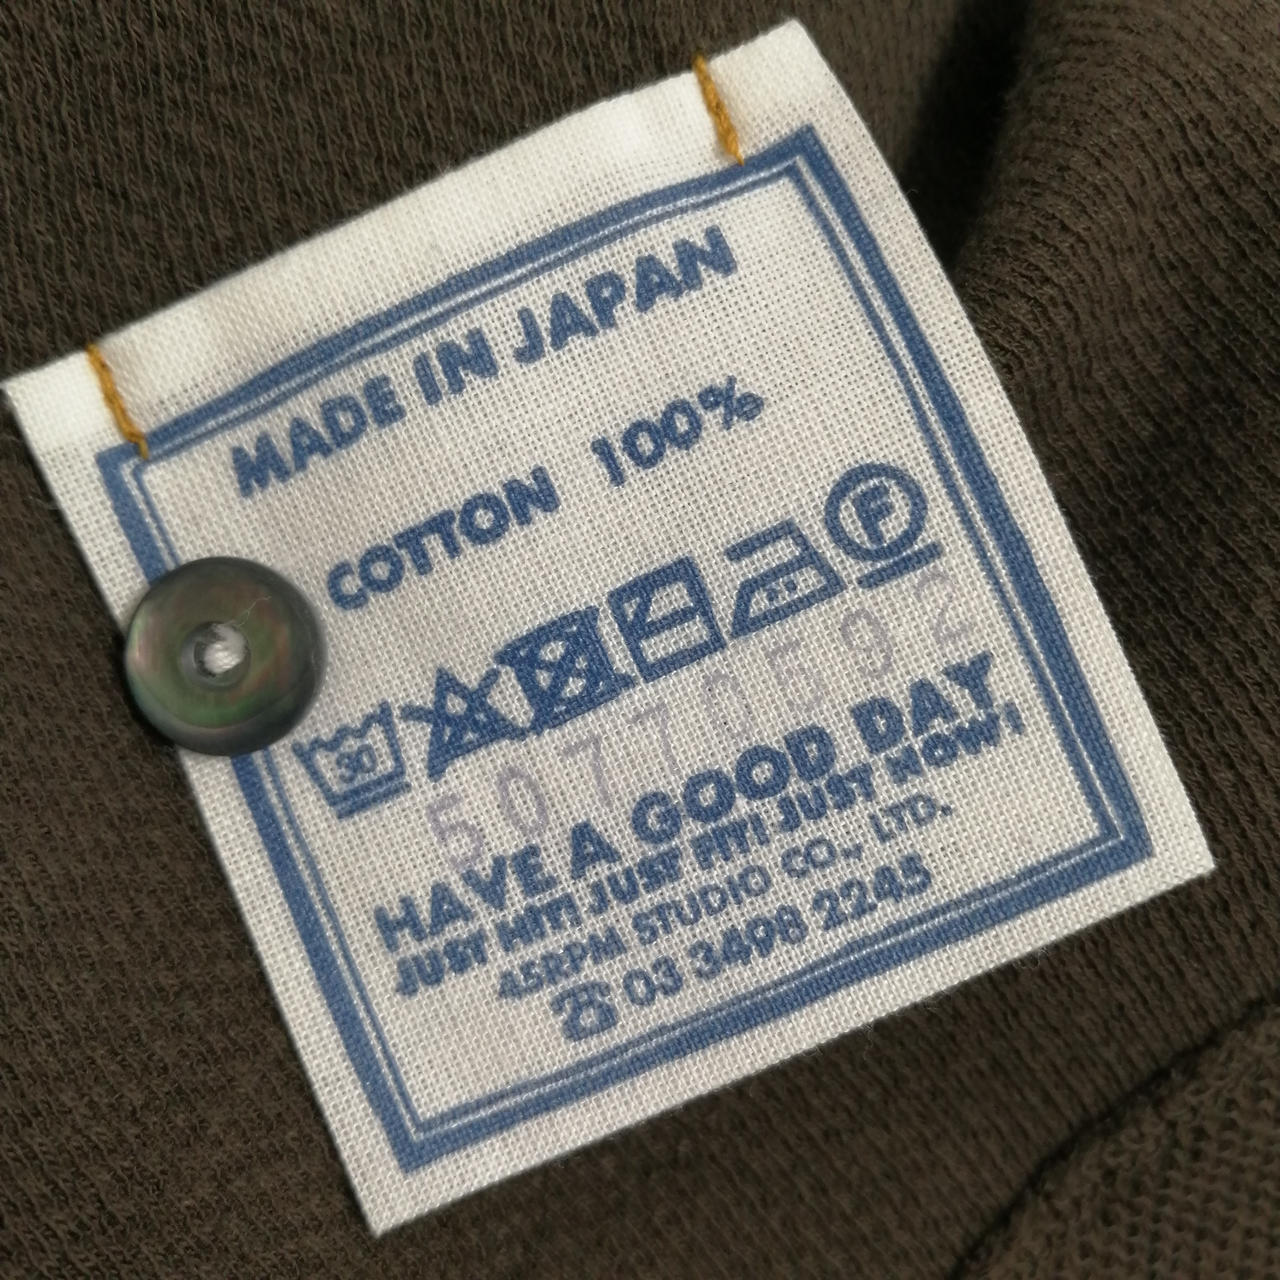 MADE IN JAPAN
COTTON 100%
30 F
50770592
HAVE A GOOD DAY
JUST HIT! JUST FIT! JUST NOW!
45RPM STUDIO CO., LTD.
☎ 03 3498 2245